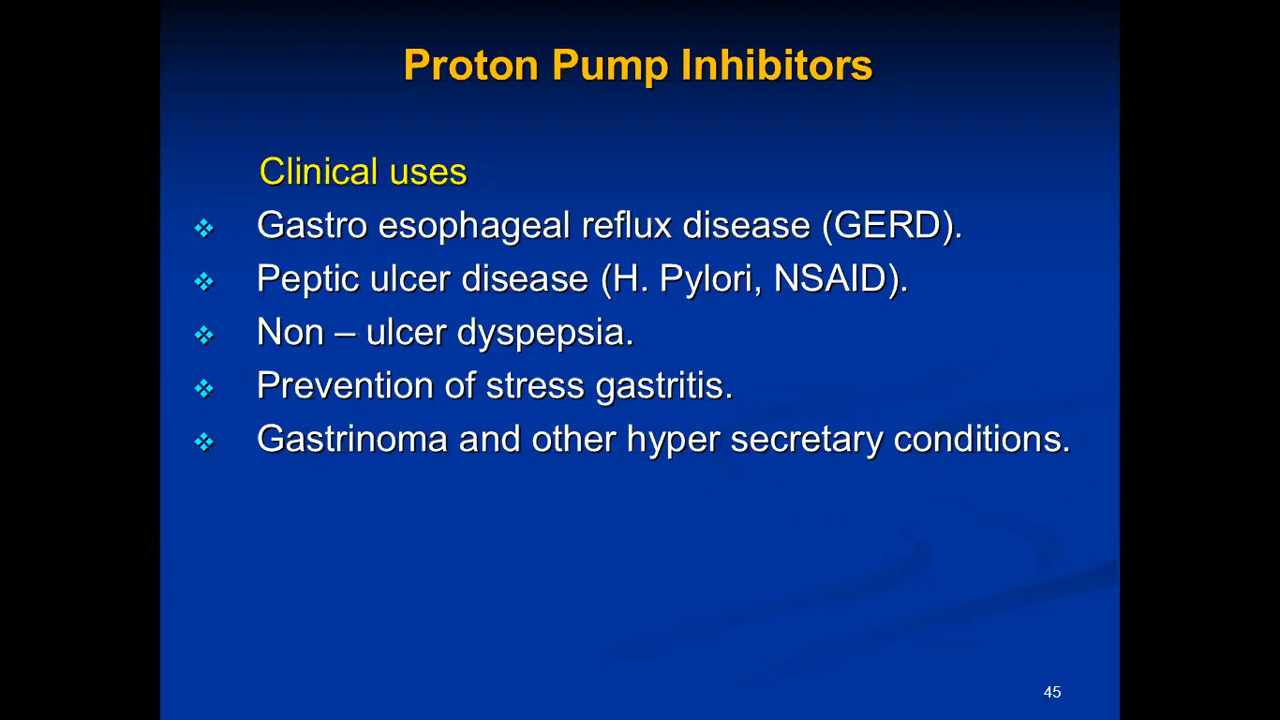 Proton Pump Inhibitors
Clinical uses
Gastro esophageal reflux disease (GERD).
Peptic ulcer disease (H. Pylori, NSAID).
Non – ulcer dyspepsia.
Prevention of stress gastritis.
Gastrinoma and other hyper secretary conditions.
45